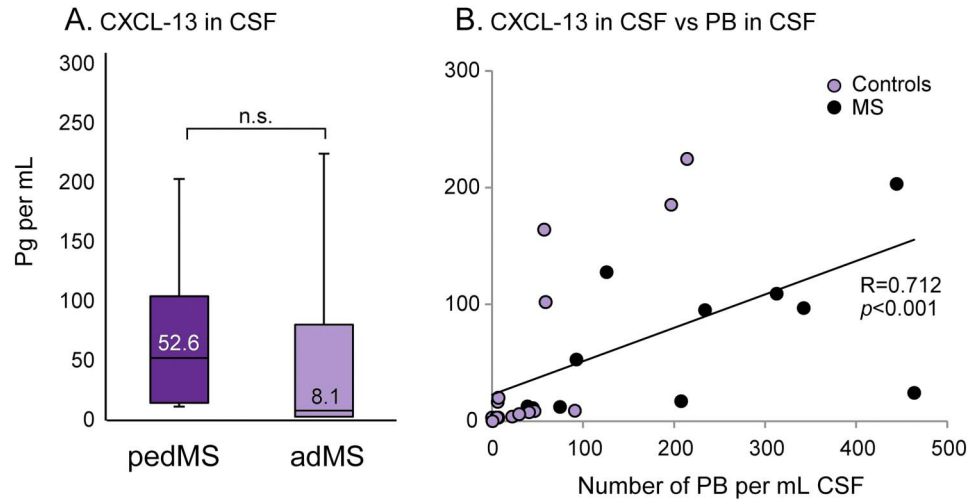 A. CXCL-13 in CSF
300
250
200
150
100
50
0
Pg per mL
n.s.
52.6
8.1
pedMS
adMS
B. CXCL-13 in CSF vs PB in CSF
300
200
100
0
Controls
MS
R=0.712
p<0.001
0 100 200 300 400 500
Number of PB per mL CSF